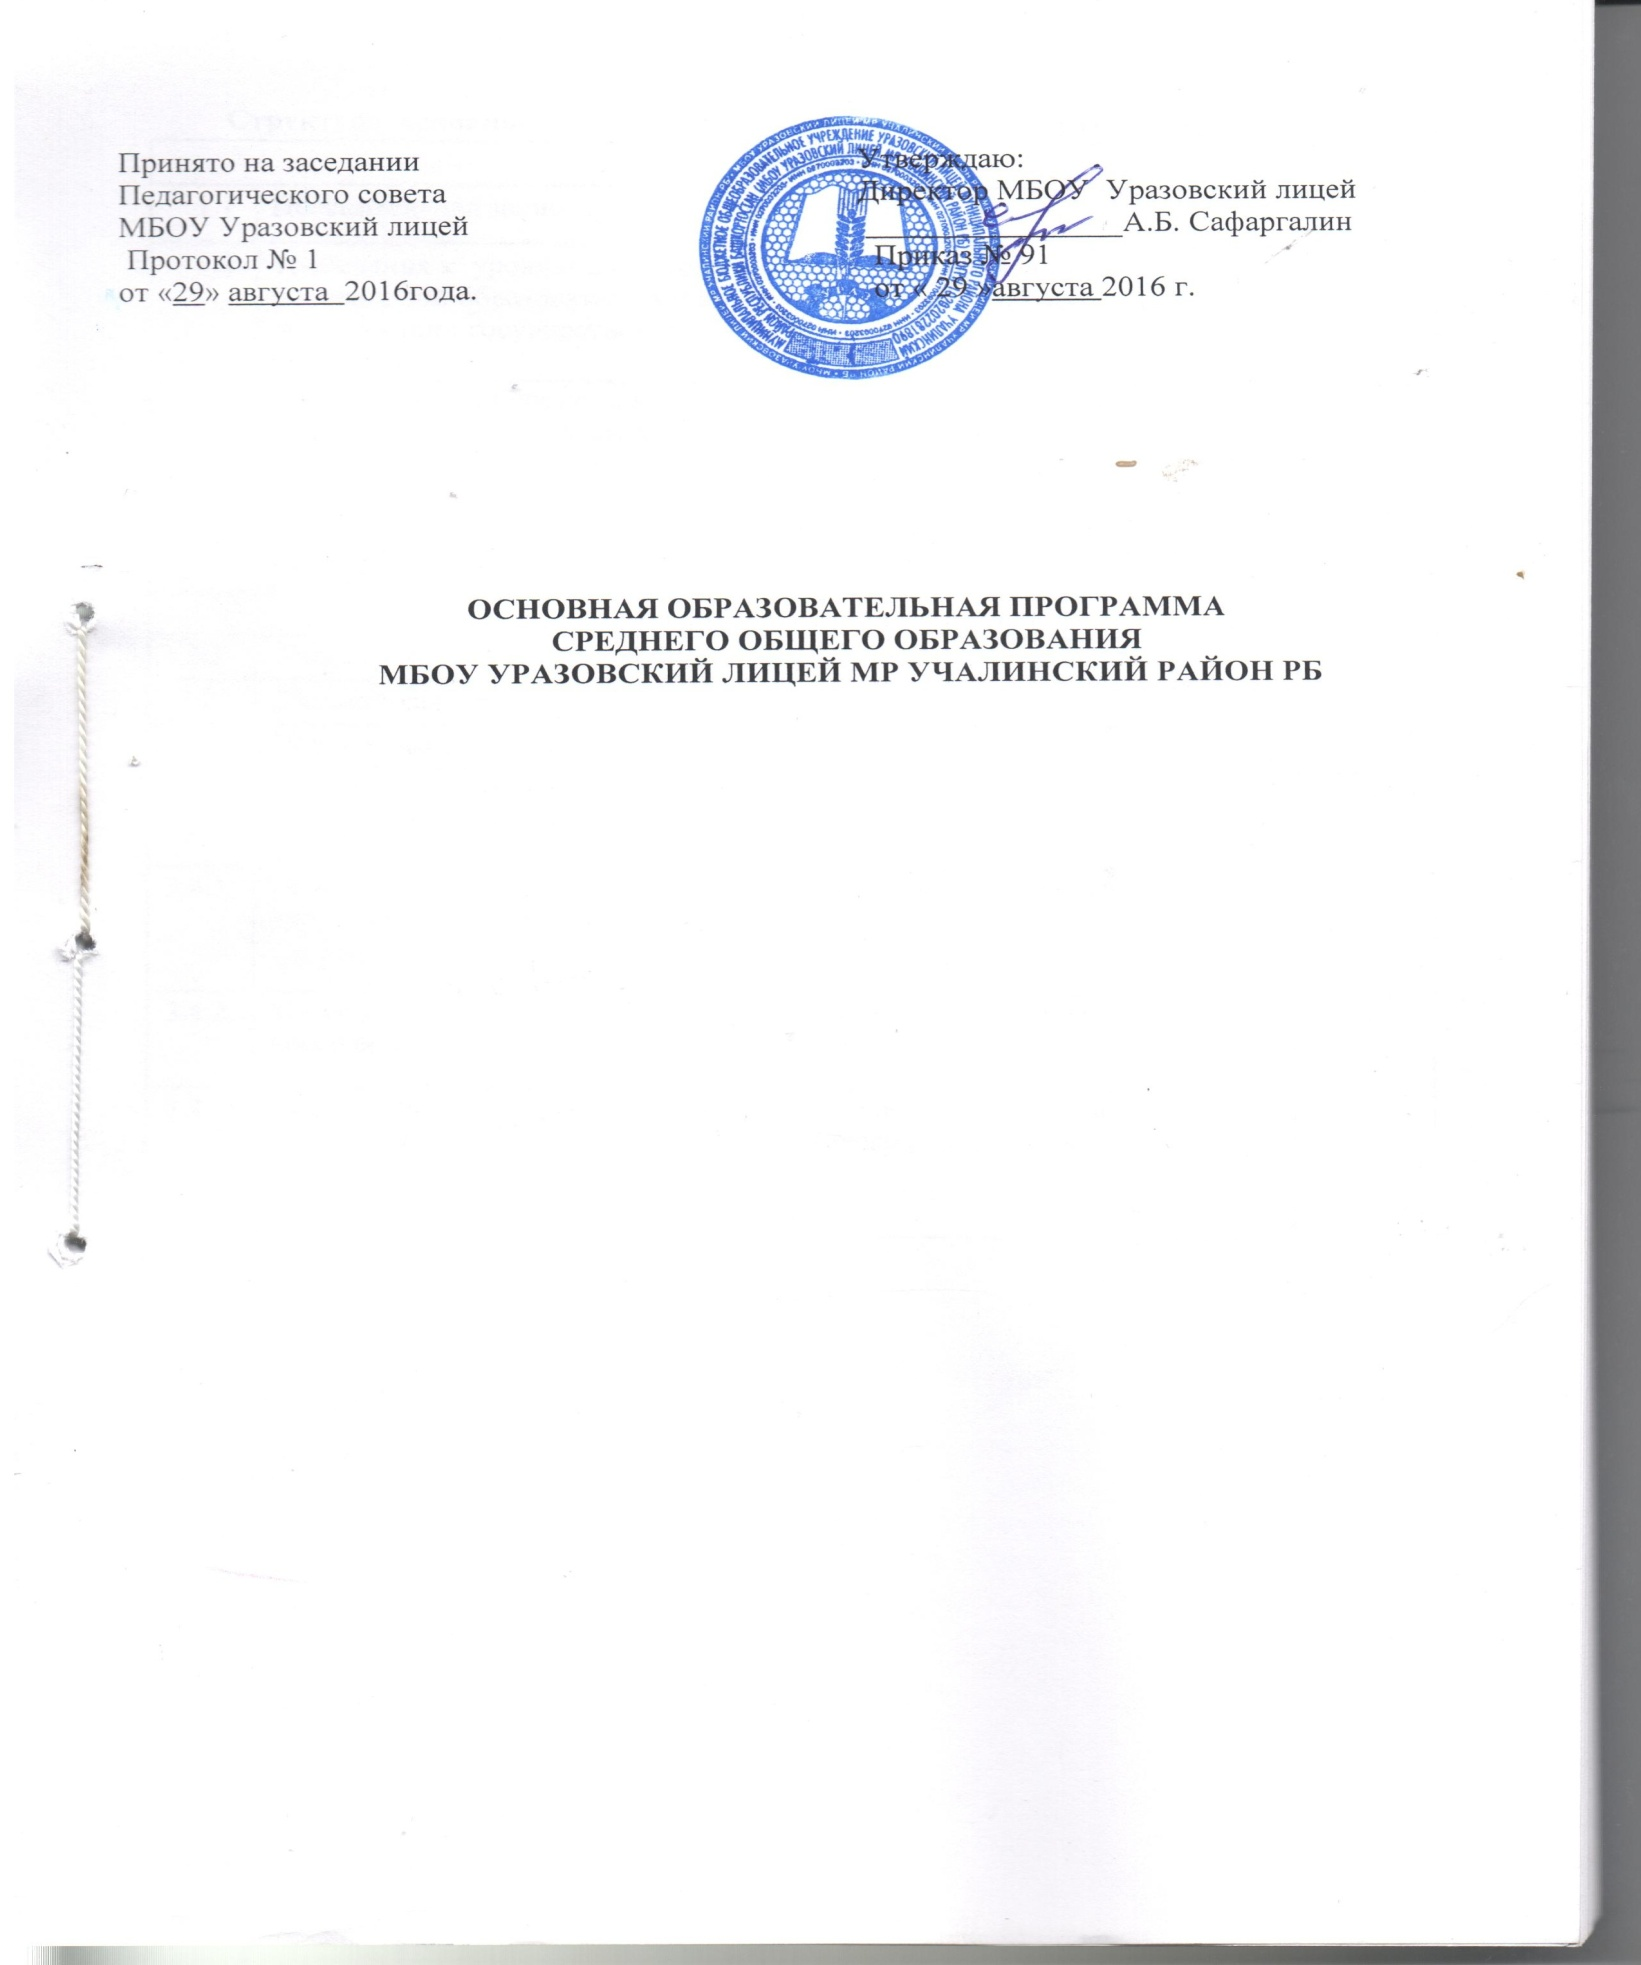 Принято на заседании
Педагогического совета
МБОУ Уразовский лицей
Протокол № 1
от «29» августа 2016года.
Утверждаю:
Директор МБОУ Уразовский лицей
А.Б. Сафаргалин
Приказ № 91
от « 29 »августа 2016 г.
ОСНОВНАЯ ОБРАЗОВАТЕЛЬНАЯ ПРОГРАММА
СРЕДНЕГО ОБЩЕГО ОБРАЗОВАНИЯ
МБОУ УРАЗОВСКИЙ ЛИЦЕЙ МР УЧАЛИНСКИЙ РАЙОН РБ